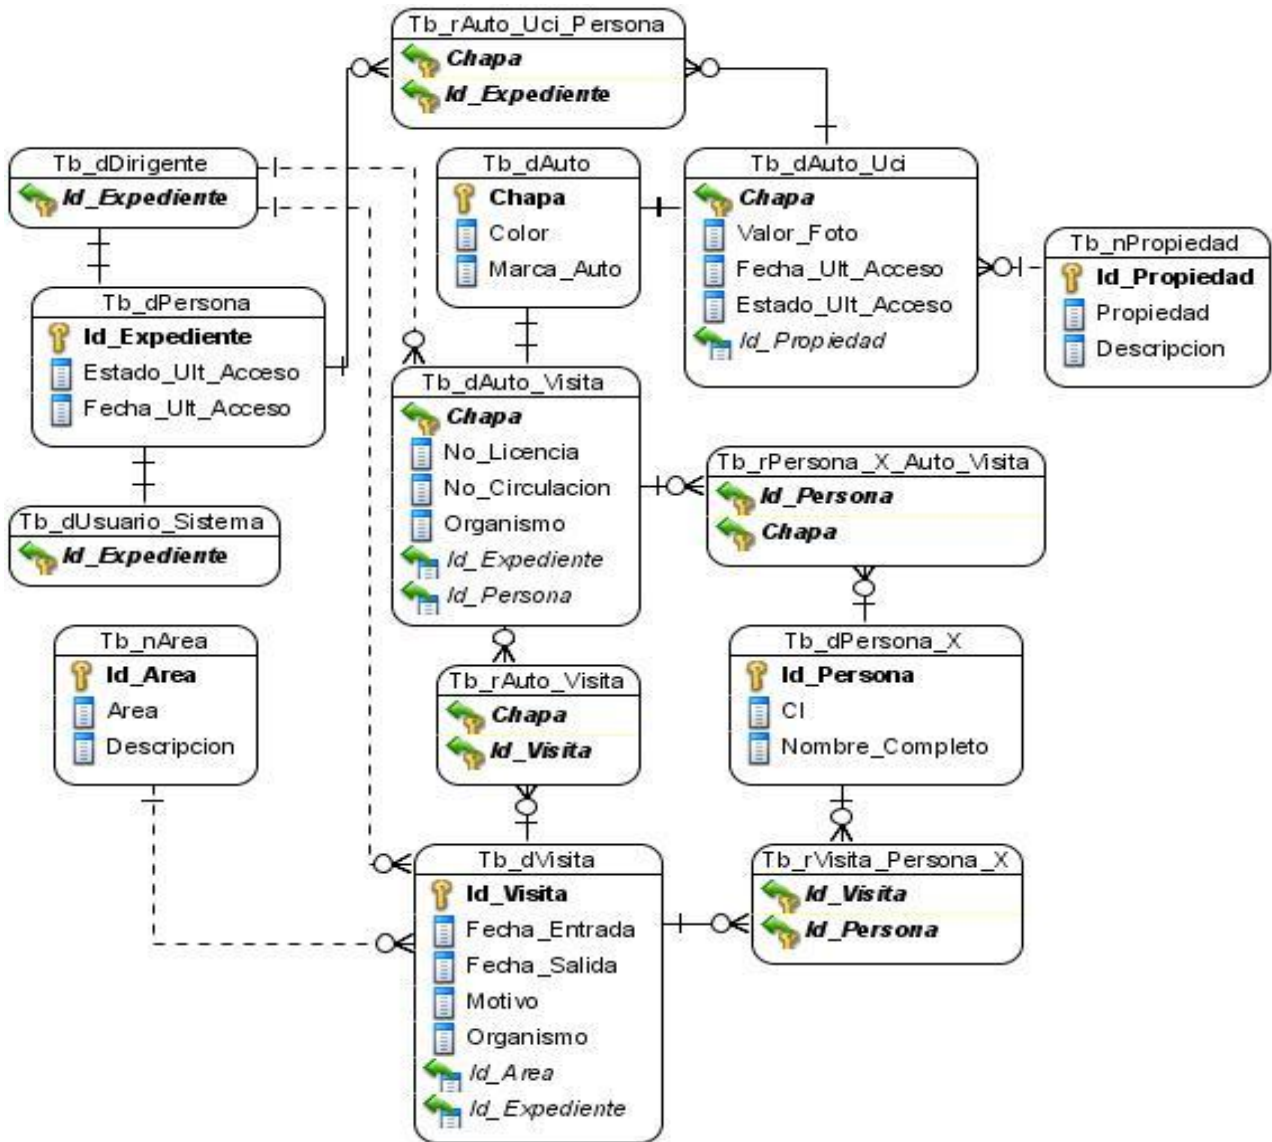 Tb_rAuto_Uci_Persona
Chapa
Id_Expediente
Tb_dDirigente
Id_Expediente
Tb_dAuto
Chapa
Color
Marca_Auto
Tb_dAuto_Uci
Chapa
Valor_Foto
Fecha_Ult_Acceso
Estado_Ult_Acceso
Id_Propiedad
Tb_nPropiedad
Id_Propiedad
Propiedad
Descripcion
Tb_dPersona
Id_Expediente
Estado_Ult_Acceso
Fecha_Ult_Acceso
Tb_dAuto_Visita
Chapa
No_Licencia
No_Circulacion
Organismo
Id_Expediente
Id_Persona
Tb_rPersona_X_Auto_Visita
Id_Persona
Chapa
Tb_dUsuario_Sistema
Id_Expediente
Tb_nArea
Id_Area
Area
Descripcion
Tb_rAuto_Visita
Chapa
Id_Visita
Tb_dPersona_X
Id_Persona
CI
Nombre_Completo
Tb_dVisita
Id_Visita
Fecha_Entrada
Fecha_Salida
Motivo
Organismo
Id_Area
Id_Expediente
Tb_rVisita_Persona_X
Id_Visita
Id_Persona